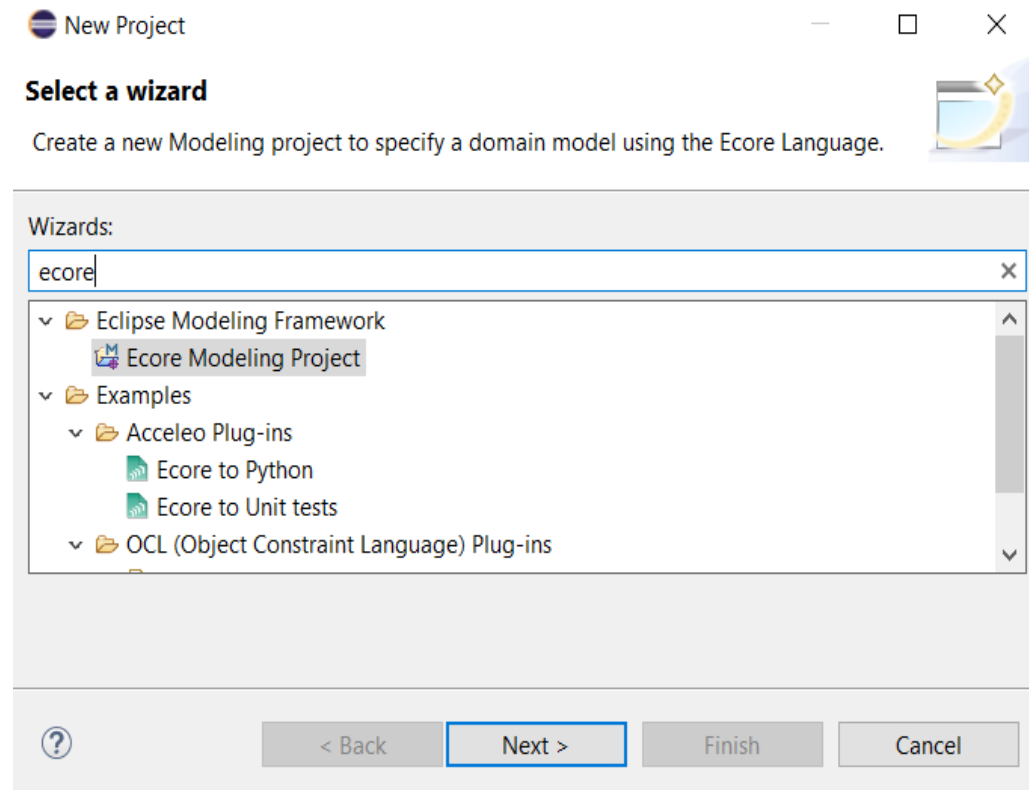 New Project
Select a wizard
Create a new Modeling project to specify a domain model using the Ecore Language.
Wizards:
ecore
Eclipse Modeling Framework
Ecore Modeling Project
Examples
Acceleo Plug-ins
Ecore to Python
Ecore to Unit tests
OCL (Object Constraint Language) Plug-ins
? < Back Next > Finish Cancel